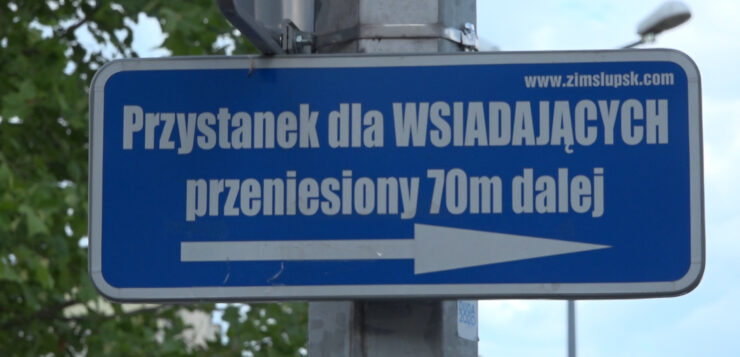 www.zimslupsk.com
Przystanek dla WSIADAJĄCYCH
przeniesiony 70m dalej